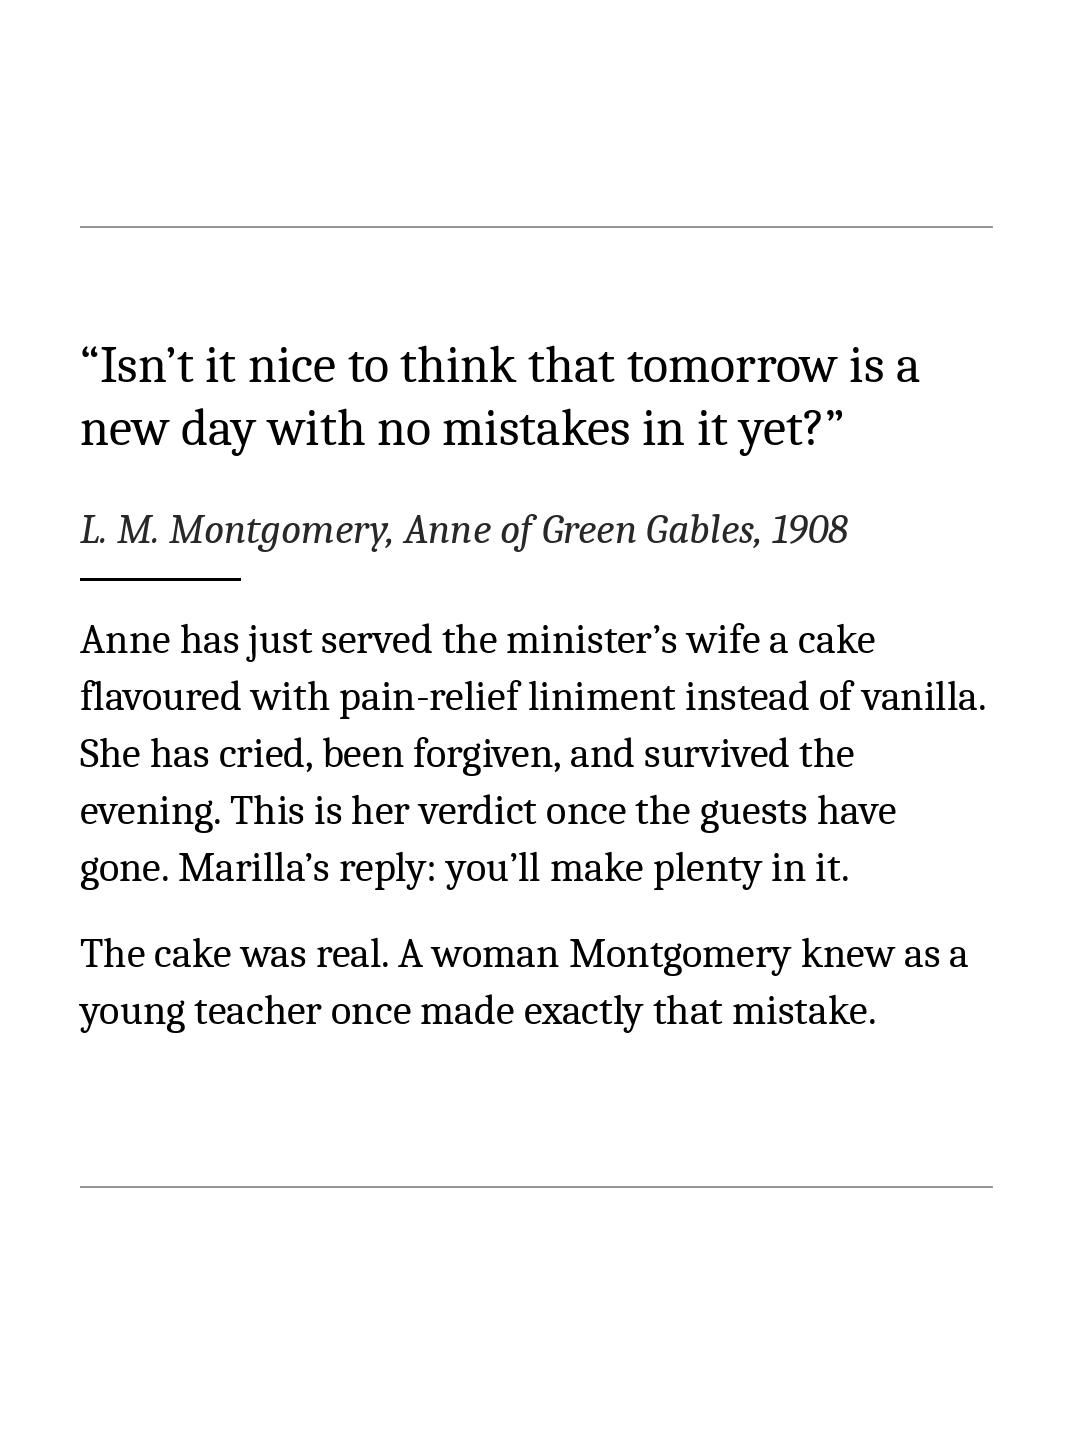 “Isn’t it nice to think that tomorrow is a
new day with no mistakes in it yet?”
L. M. Montgomery, Anne of Green Gables, 1908
Anne has just served the minister’s wife a cake
flavoured with pain-relief liniment instead of vanilla.
She has cried, been forgiven, and survived the
evening. This is her verdict once the guests have
gone. Marilla’s reply: you’ll make plenty in it.
The cake was real. A woman Montgomery knew as a
young teacher once made exactly that mistake.